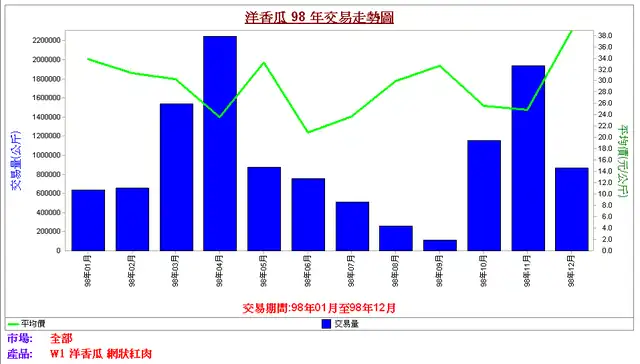 洋香瓜 98 年交易走勢圖
交易量(公斤)
2200000
2000000
1800000
1600000
1400000
1200000
1000000
800000
600000
400000
200000
0
38.0
36.0
34.0
32.0
30.0
28.0
26.0
24.0
22.0
20.0
18.0
16.0
14.0
12.0
10.0
8.0
6.0
4.0
2.0
0.0
平均價(元/公斤)
98年01月
98年02月
98年03月
98年04月
98年05月
98年06月
98年07月
98年08月
98年09月
98年10月
98年11月
98年12月
交易期間:98年01月至98年12月
平均價 交易量
市場: 全部
產品: W1 洋香瓜 網狀紅肉